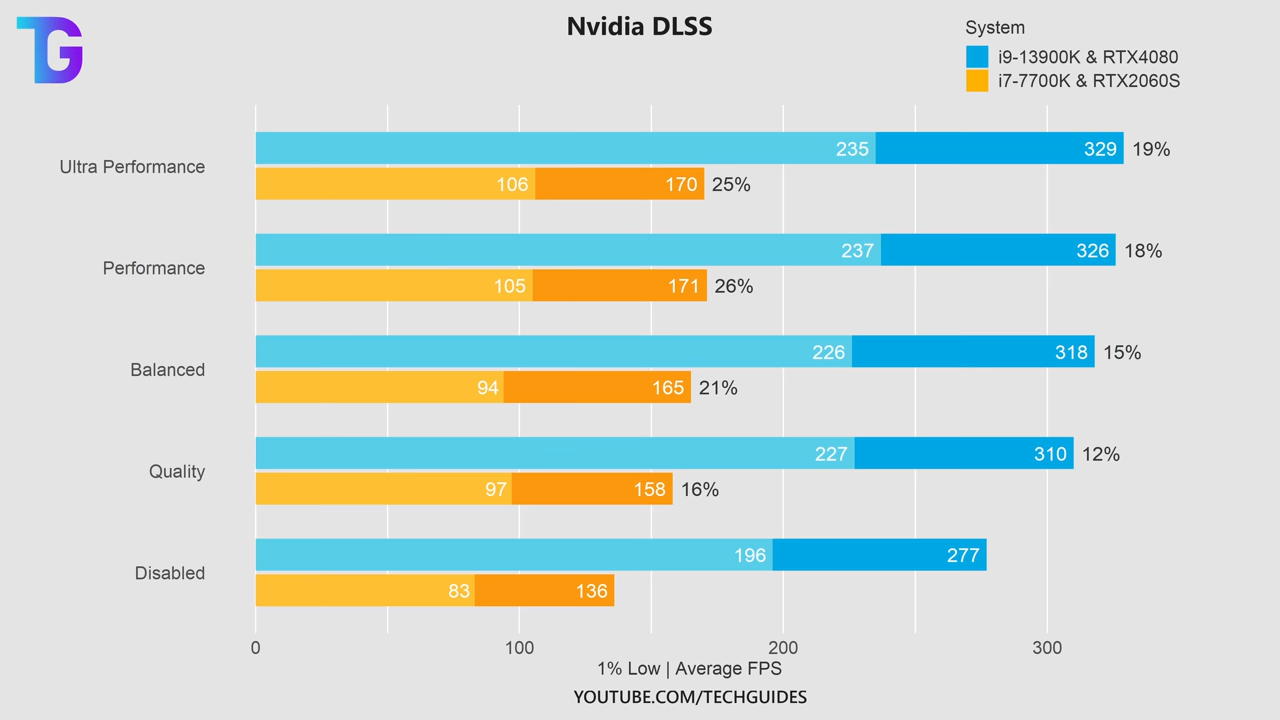 TG
Nvidia DLSS
System
i9-13900K & RTX4080
i7-7700K & RTX2060S
Ultra Performance
235 329 19%
106 170 25%
Performance
237 326 18%
105 171 26%
Balanced
226 318 15%
94 165 21%
Quality
227 310 12%
97 158 16%
Disabled
196 277
83 136
0 100 200 300
1% Low | Average FPS
YOUTUBE.COM/TECHGUIDES